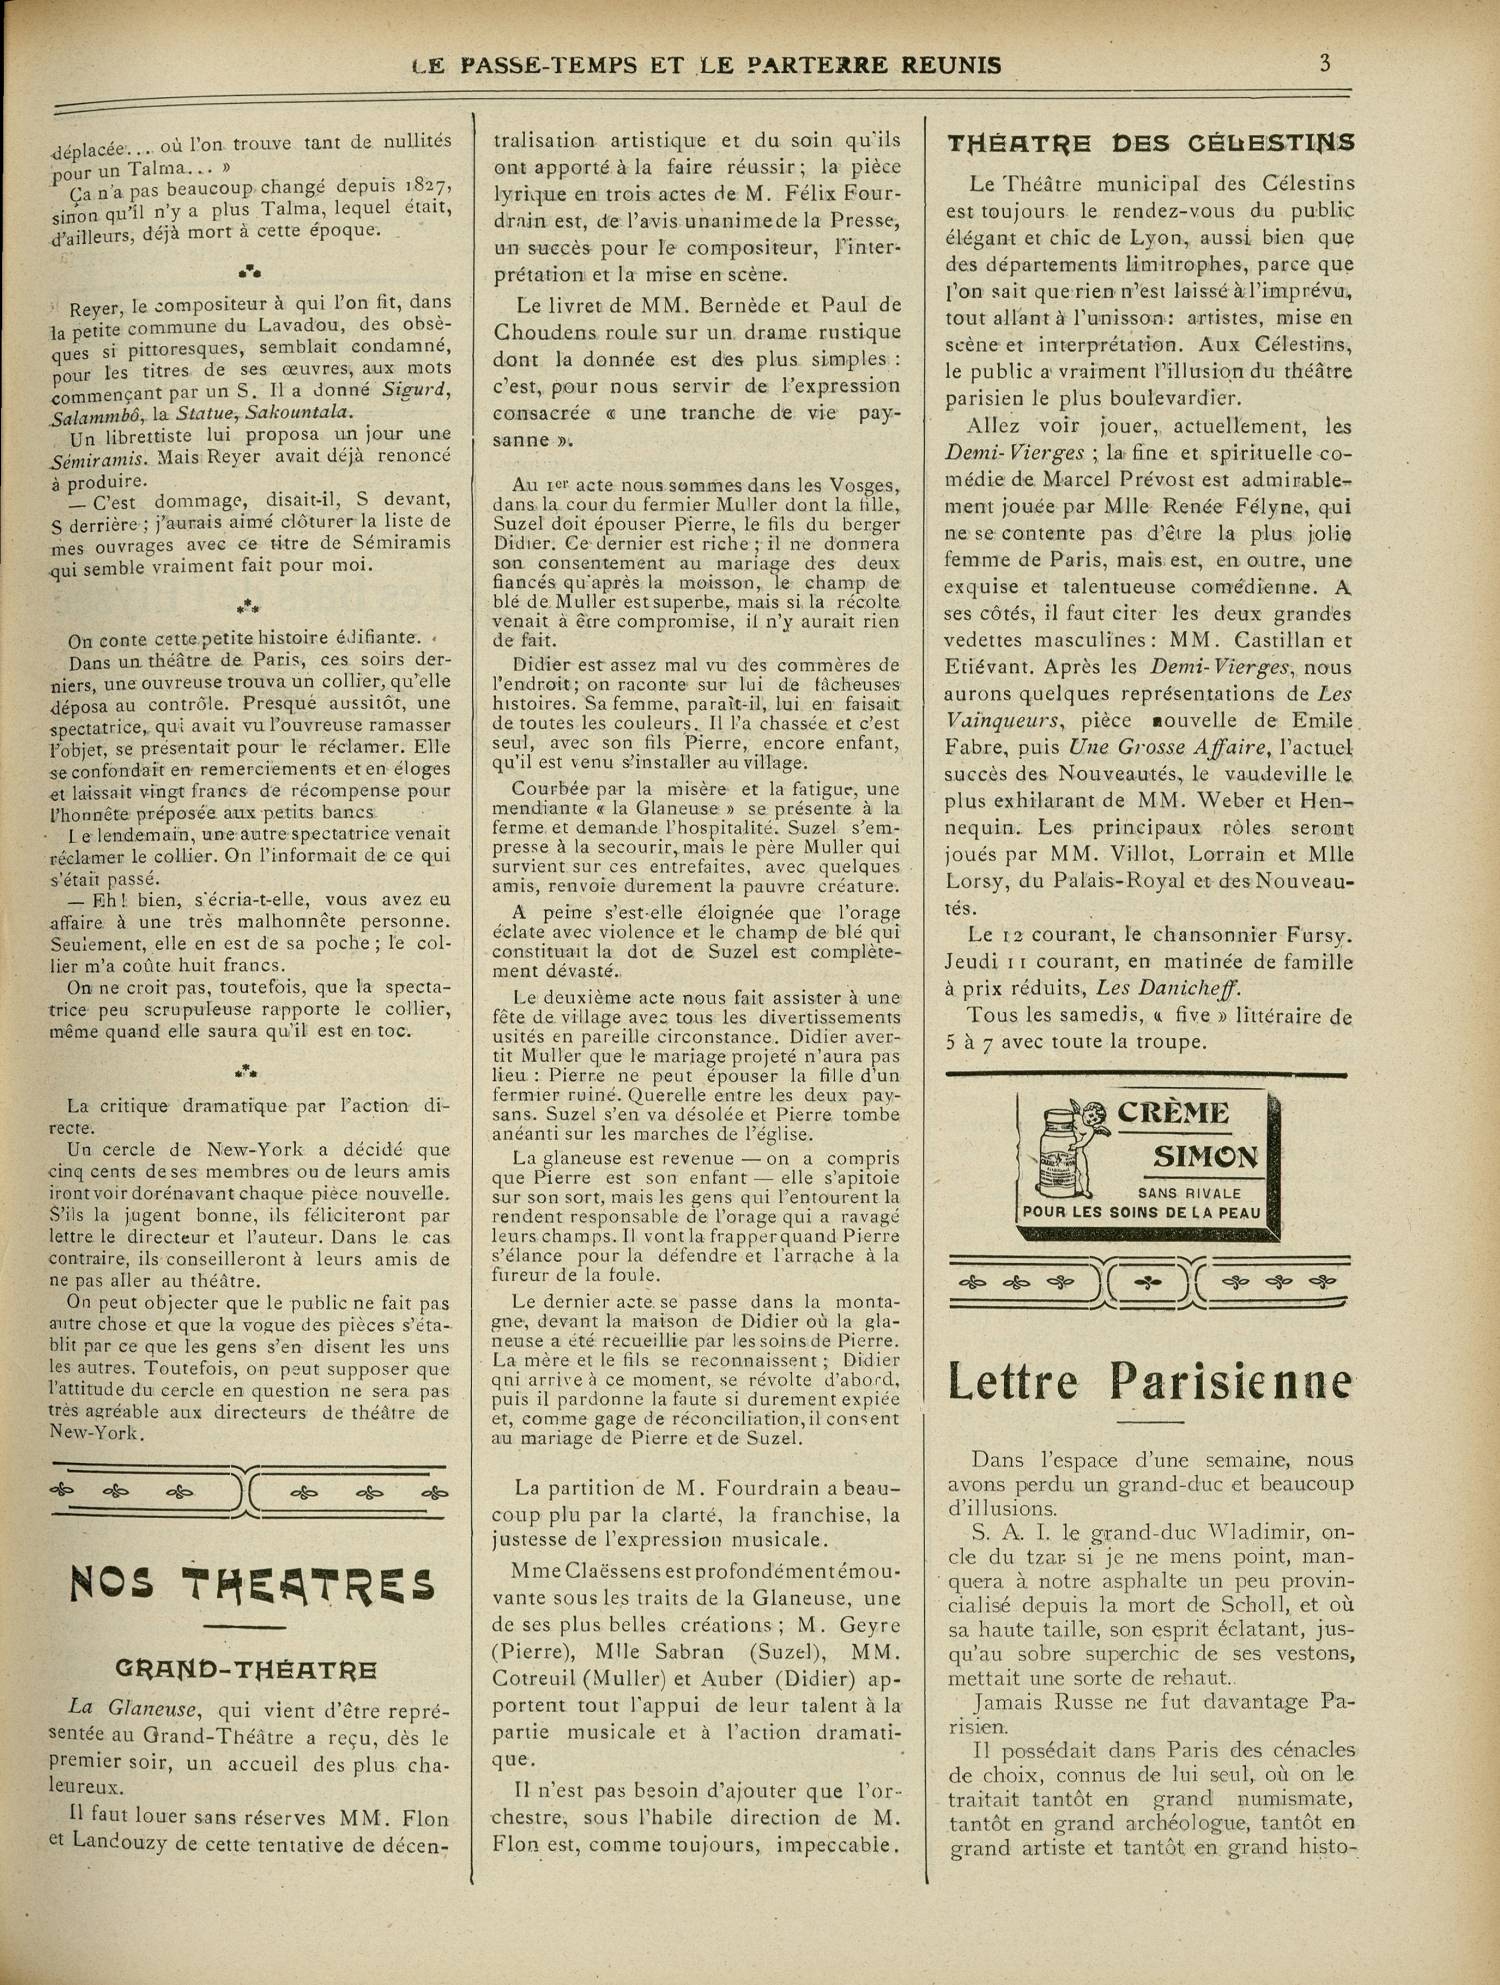 LE PASSE-TEMPS ET LE PARTERRE REUNIS
3
déplacée... où l'on trouve tant de nullités
pour un Talma... »
Ça n'a pas beaucoup changé depuis 1827,
sinon qu'il n'y a plus Talma, lequel était,
d'ailleurs, déjà mort à cette époque.
Reyer, le compositeur à qui l'on fit, dans
la petite commune du Lavadou, des obsè-
ques si pittoresques, semblait condamné,
pour les titres de ses œuvres, aux mots
commençant par un S. Il a donné Sigurd,
Salammbô, la Statue, Sakountala.
Un librettiste lui proposa un jour une
Sémiramis. Mais Reyer avait déjà renoncé
à produire.
— C'est dommage, disait-il, S devant,
S derrière ; j'aurais aimé clôturer la liste de
mes ouvrages avec ce titre de Sémiramis
qui semble vraiment fait pour moi.
On conte cette petite histoire édifiante.
Dans un théâtre de Paris, ces soirs der-
niers, une ouvreuse trouva un collier, qu'elle
déposa au contrôle. Presque aussitôt, une
spectatrice, qui avait vu l'ouvreuse ramasser
l'objet, se présentait pour le réclamer. Elle
se confondait en remerciements et en éloges
et laissait vingt francs de récompense pour
l'honnête préposée aux petits bancs.
Le lendemain, une autre spectatrice venait
réclamer le collier. On l'informait de ce qui
s'était passé.
— Eh! bien, s'écria-t-elle, vous avez eu
affaire à une très malhonnête personne.
Seulement, elle en est de sa poche ; le col-
lier m'a coûte huit francs.
On ne croit pas, toutefois, que la specta-
trice peu scrupuleuse rapporte le collier,
même quand elle saura qu'il est en toc.
La critique dramatique par l'action di-
recte.
Un cercle de New-York a décidé que
cinq cents de ses membres ou de leurs amis
iront voir dorénavant chaque pièce nouvelle.
S'ils la jugent bonne, ils féliciteront par
lettre le directeur et l'auteur. Dans le cas
contraire, ils conseilleront à leurs amis de
ne pas aller au théâtre.
On peut objecter que le public ne fait pas
autre chose et que la vogue des pièces s'éta-
blit par ce que les gens s'en disent les uns
les autres. Toutefois, on peut supposer que
l'attitude du cercle en question ne sera pas
très agréable aux directeurs de théâtre de
New-York.
NOS THEATRES
GRAND-THÉATRE
La Glaneuse, qui vient d'être repré-
sentée au Grand-Théâtre a reçu, dès le
premier soir, un accueil des plus cha-
leureux.
Il faut louer sans réserves MM. Flon
et Landouzy de cette tentative de décen-
tralisation artistique et du soin qu'ils
ont apporté à la faire réussir ; la pièce
lyrique en trois actes de M. Félix Four-
drain est, de l'avis unanime de la Presse,
un succès pour le compositeur, l'inter-
prétation et la mise en scène.
Le livret de MM. Bernède et Paul de
Choudens roule sur un drame rustique
dont la donnée est des plus simples :
c'est, pour nous servir de l'expression
consacrée « une tranche de vie pay-
sanne ».
Au 1er acte nous sommes dans les Vosges,
dans la cour du fermier Muller dont la fille,
Suzel doit épouser Pierre, le fils du berger
Didier. Ce dernier est riche ; il ne donnera
son consentement au mariage des deux
fiancés qu'après la moisson, le champ de
blé de Muller est superbe, mais si la récolte
venait à être compromise, il n'y aurait rien
de fait.
Didier est assez mal vu des commères de
l'endroit ; on raconte sur lui de fâcheuses
histoires. Sa femme, paraît-il, lui en faisait
de toutes les couleurs. Il l'a chassée et c'est
seul, avec son fils Pierre, encore enfant,
qu'il est venu s'installer au village.
Courbée par la misère et la fatigue, une
mendiante « la Glaneuse » se présente à la
ferme et demande l'hospitalité. Suzel s'em-
presse à la secourir, mais le père Muller qui
survient sur ces entrefaites, avec quelques
amis, renvoie durement la pauvre créature.
A peine s'est-elle éloignée que l'orage
éclate avec violence et le champ de blé qui
constituait la dot de Suzel est complète-
ment dévasté.
Le deuxième acte nous fait assister à une
fête de village avec tous les divertissements
usités en pareille circonstance. Didier aver-
tit Muller que le mariage projeté n'aura pas
lieu : Pierre ne peut épouser la fille d'un
fermier ruiné. Querelle entre les deux pay-
sans. Suzel s'en va désolée et Pierre tombe
anéanti sur les marches de l'église.
La glaneuse est revenue — on a compris
que Pierre est son enfant — elle s'apitoie
sur son sort, mais les gens qui l'entourent la
rendent responsable de l'orage qui a ravagé
leurs champs. Il vont la frapper quand Pierre
s'élance pour la défendre et l'arrache à la
fureur de la foule.
Le dernier acte se passe dans la monta-
gne, devant la maison de Didier où la gla-
neuse a été recueillie par les soins de Pierre.
La mère et le fils se reconnaissent ; Didier
qui arrive à ce moment, se révolte d'abord,
puis il pardonne la faute si durement expiée
et, comme gage de réconciliation, il consent
au mariage de Pierre et de Suzel.
La partition de M. Fourdrain a beau-
coup plu par la clarté, la franchise, la
justesse de l'expression musicale.
Mme Claëssens est profondément émou-
vante sous les traits de la Glaneuse, une
de ses plus belles créations ; M. Geyre
(Pierre), Mlle Sabran (Suzel), MM.
Cotreuil (Muller) et Auber (Didier) ap-
portent tout l'appui de leur talent à la
partie musicale et à l'action dramati-
que.
Il n'est pas besoin d'ajouter que l'or-
chestre, sous l'habile direction de M.
Flon est, comme toujours, impeccable.
THÉATRE DES CÉLESTINS
Le Théâtre municipal des Célestins
est toujours le rendez-vous du public
élégant et chic de Lyon, aussi bien que
des départements limitrophes, parce que
l'on sait que rien n'est laissé à l'imprévu,
tout allant à l'unisson : artistes, mise en
scène et interprétation. Aux Célestins,
le public a vraiment l'illusion du théâtre
parisien le plus boulevardier.
Allez voir jouer, actuellement, les
Demi-Vierges ; la fine et spirituelle co-
médie de Marcel Prévost est admirable-
ment jouée par Mlle Renée Félyne, qui
ne se contente pas d'être la plus jolie
femme de Paris, mais est, en outre, une
exquise et talentueuse comédienne. A
ses côtés, il faut citer les deux grandes
vedettes masculines : MM. Castillan et
Etiévant. Après les Demi-Vierges, nous
aurons quelques représentations de Les
Vainqueurs, pièce nouvelle de Emile
Fabre, puis Une Grosse Affaire, l'actuel
succès des Nouveautés, le vaudeville le
plus exhilarant de MM. Weber et Hen-
nequin. Les principaux rôles seront
joués par MM. Villot, Lorrain et Mlle
Lorsy, du Palais-Royal et des Nouveau-
tés.
Le 12 courant, le chansonnier Fursy.
Jeudi 11 courant, en matinée de famille
à prix réduits, Les Danicheff.
Tous les samedis, « five » littéraire de
5 à 7 avec toute la troupe.
CRÈME
SIMON
SANS RIVALE
POUR LES SOINS DE LA PEAU
Lettre Parisienne
Dans l'espace d'une semaine, nous
avons perdu un grand-duc et beaucoup
d'illusions.
S. A. I. le grand-duc Wladimir, on-
cle du tzar si je ne mens point, man-
quera à notre asphalte un peu provin-
cialisé depuis la mort de Scholl, et où
sa haute taille, son esprit éclatant, jus-
qu'au sobre superchic de ses vestons,
mettait une sorte de rehaut.
Jamais Russe ne fut davantage Pa-
risien.
Il possédait dans Paris des cénacles
de choix, connus de lui seul, où on le
traitait tantôt en grand numismate,
tantôt en grand archéologue, tantôt en
grand artiste et tantôt en grand histo-